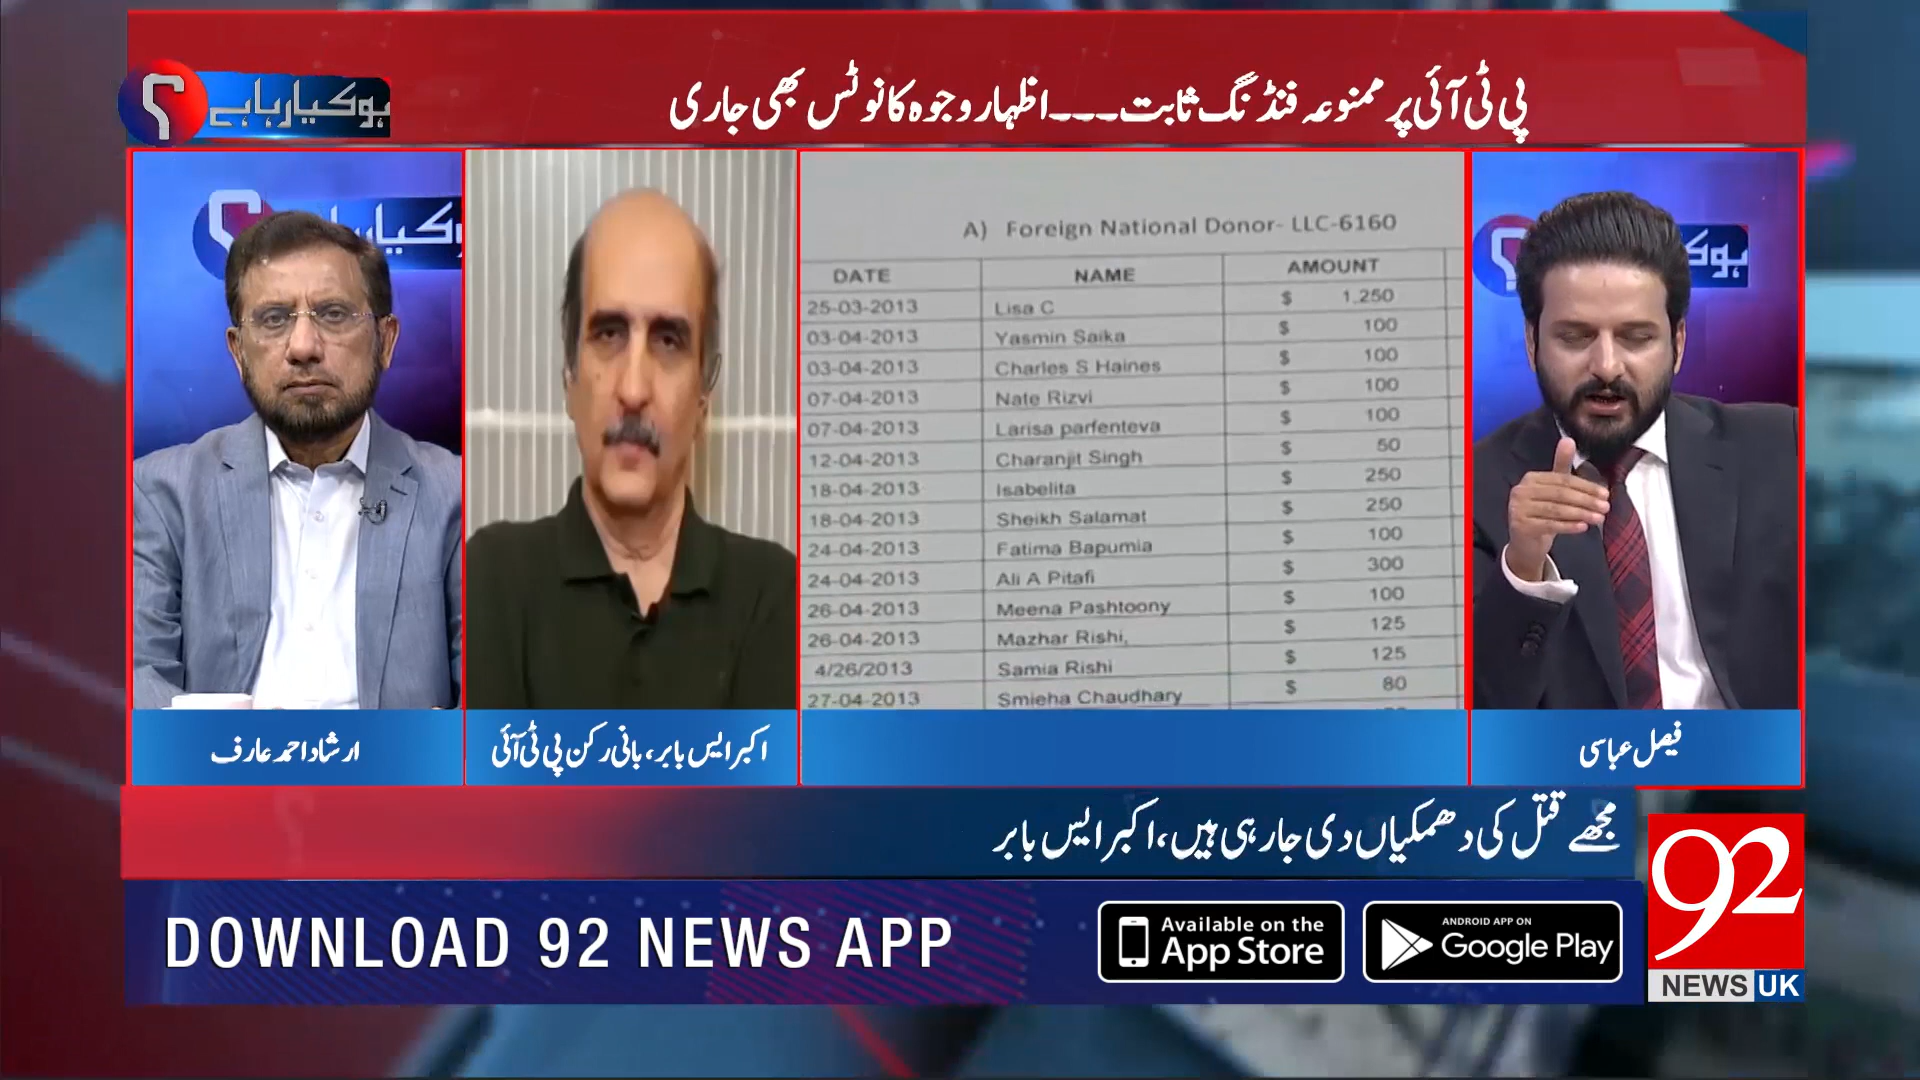 پی ٹی آئی پر ممنوعہ فنڈنگ ثابت۔۔۔اظہار وجوہ کا نوٹس بھی جاری
ہو کیا رہا ہے؟
A) Foreign National Donor- LLC-6160
DATE NAME AMOUNT
25-03-2013 Lisa C $ 1,250
03-04-2013 Yasmin Saika $ 100
03-04-2013 Charles S Haines $ 100
07-04-2013 Nate Rizvi $ 100
07-04-2013 Larisa parfenteva $ 100
12-04-2013 Charanjit Singh $ 50
18-04-2013 Isabelita $ 250
18-04-2013 Sheikh Salamat $ 250
24-04-2013 Fatima Bapumia $ 100
24-04-2013 Ali A Pitafi $ 300
26-04-2013 Meena Pashtoony $ 100
26-04-2013 Mazhar Rishi, $ 125
4/26/2013 Samia Rishi $ 125
27-04-2013 Smieha Chaudhary $ 80
فیصل عباسی
اکبر ایس بابر، بانی رکن پی ٹی آئی
ارشاد احمد عارف
مجھے قتل کی دھمکیاں دی جارہی ہیں، اکبر ایس بابر
DOWNLOAD 92 NEWS APP
Available on the
App Store
ANDROID APP ON
Google Play
92
NEWS UK